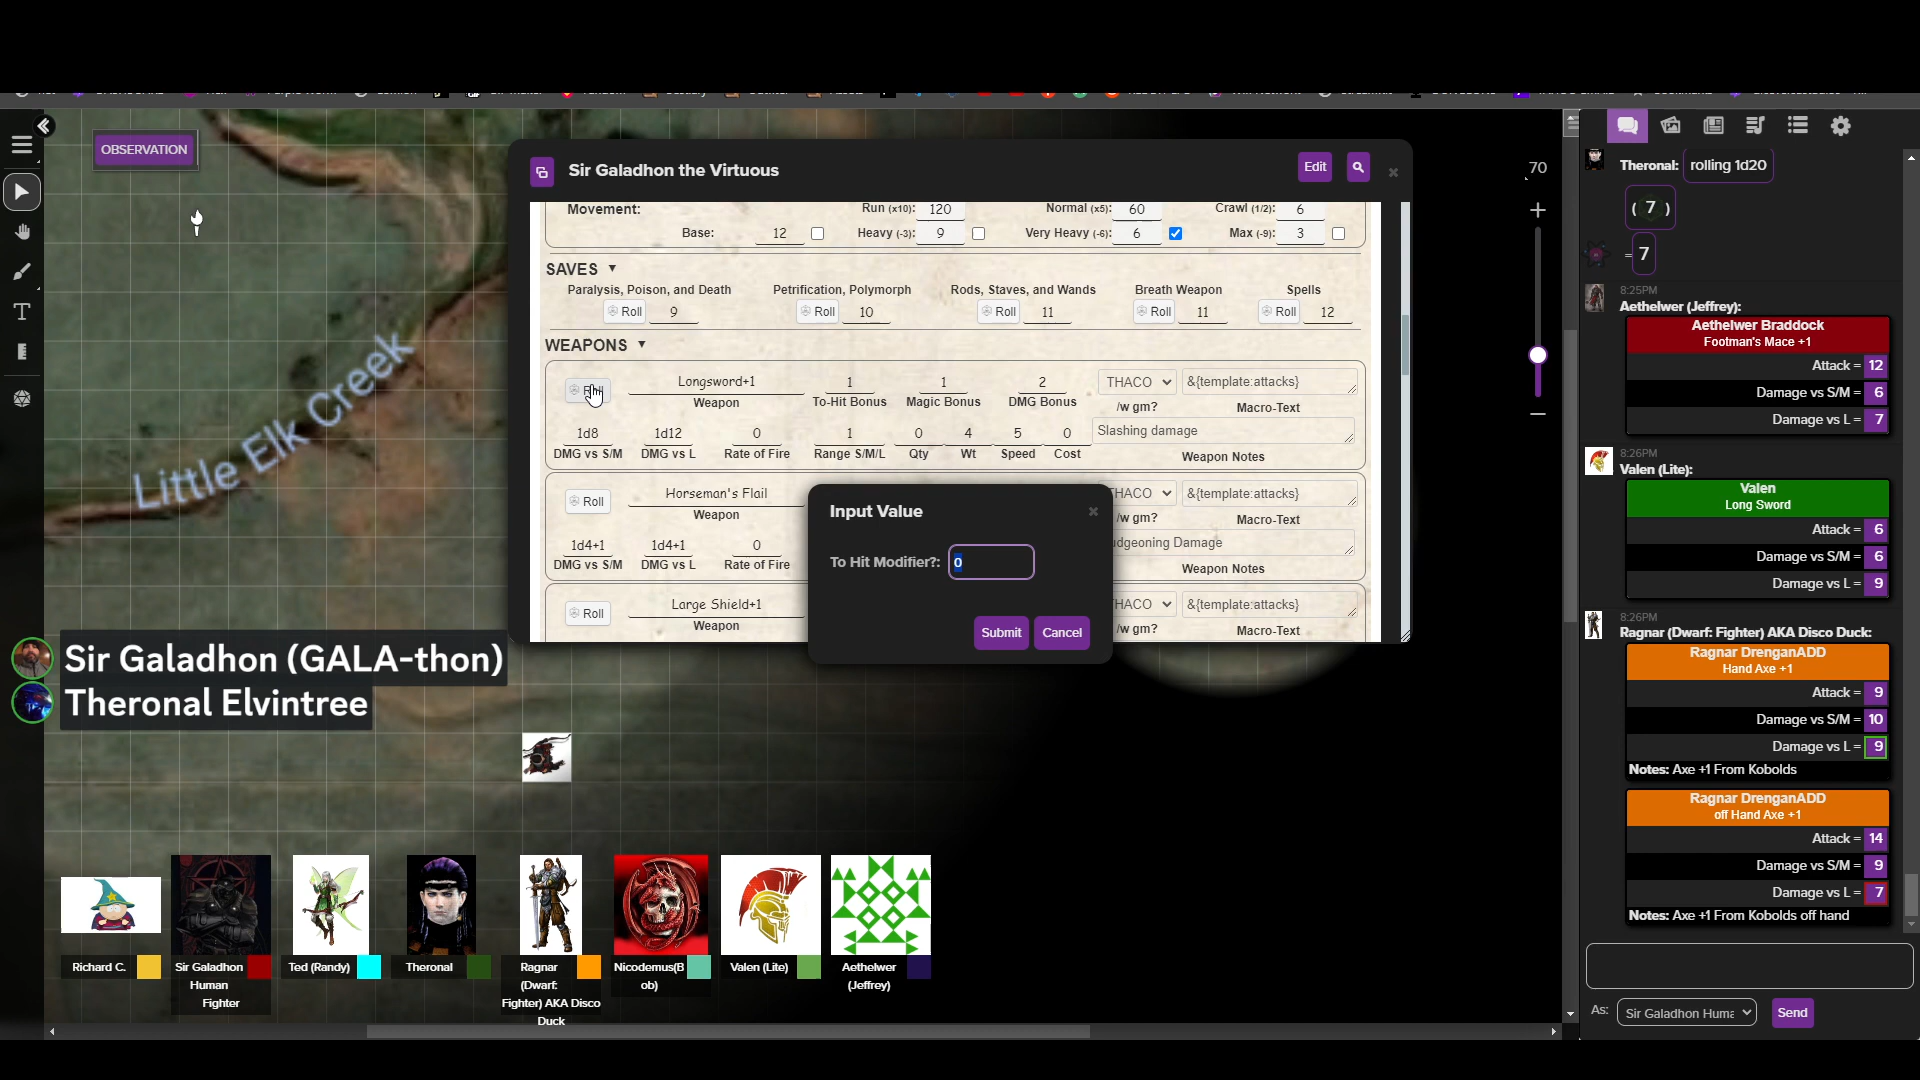 OBSERVATION
Little Elk Creek
Sir Galadhon the Virtuous
Edit
Movement:
Run (x10): 120
Normal (x5): 60
Crawl (1/2): 6
Base: 12
Heavy (-3): 9
Very Heavy (-6): 6
Max (-9): 3
SAVES
Paralysis, Poison, and Death
Petrification, Polymorph
Rods, Staves, and Wands
Breath Weapon
Spells
Roll 9
Roll 10
Roll 11
Roll 11
Roll 12
WEAPONS
Roll
Longsword+1
Weapon
1
To-Hit Bonus
1
Magic Bonus
2
DMG Bonus
THACO
/w gm?
&{template:attacks}
Macro-Text
1d8
DMG vs S/M
1d12
DMG vs L
0
Rate of Fire
1
Range S/M/L
0
Qty
4
Wt
5
Speed
0
Cost
Slashing damage
Weapon Notes
Roll
Horseman's Flail
Weapon
THACO
/w gm?
&{template:attacks}
Macro-Text
1d4+1
DMG vs S/M
1d4+1
DMG vs L
0
Rate of Fire
udgeoning Damage
Weapon Notes
Roll
Large Shield+1
Weapon
THACO
/w gm?
&{template:attacks}
Macro-Text
Input Value
To Hit Modifier?: 0
Submit
Cancel
Sir Galadhon (GALA-thon)
Theronal Elvintree
Richard C.
Sir Galadhon
Human
Fighter
Ted (Randy)
Theronal
Ragnar
(Dwarf:
Fighter) AKA Disco
Duck
Nicodemus(B
ob)
Valen (Lite)
Aethelwer
(Jeffrey)
70
Theronal: rolling 1d20
( 7 )
= 7
8:25PM
Aethelwer (Jeffrey):
Aethelwer Braddock
Footman's Mace +1
Attack = 12
Damage vs S/M = 6
Damage vs L = 7
8:26PM
Valen (Lite):
Valen
Long Sword
Attack = 6
Damage vs S/M = 6
Damage vs L = 9
8:26PM
Ragnar (Dwarf: Fighter) AKA Disco Duck:
Ragnar DrenganADD
Hand Axe +1
Attack = 9
Damage vs S/M = 10
Damage vs L = 9
Notes: Axe +1 From Kobolds
Ragnar DrenganADD
off Hand Axe +1
Attack = 14
Damage vs S/M = 9
Damage vs L = 7
Notes: Axe +1 From Kobolds off hand
As: Sir Galadhon Huma
Send